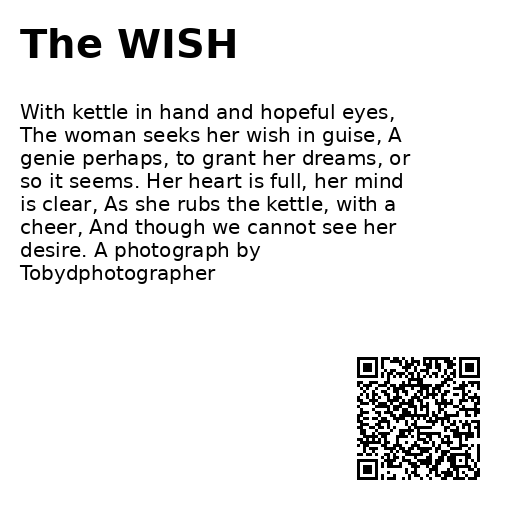 The WISH
With kettle in hand and hopeful eyes,
The woman seeks her wish in guise, A
genie perhaps, to grant her dreams, or
so it seems. Her heart is full, her mind
is clear, As she rubs the kettle, with a
cheer, And though we cannot see her
desire. A photograph by
Tobydphotographer